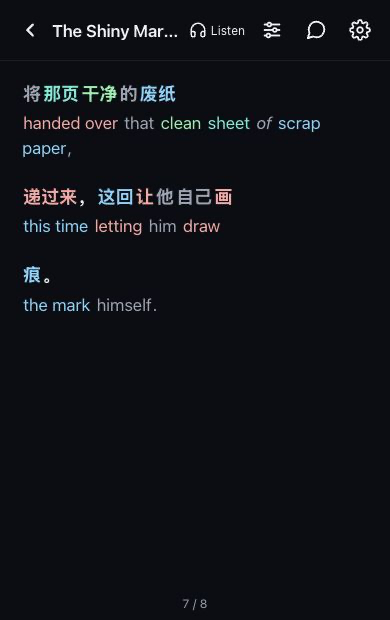 The Shiny Mar...
Listen
将那页干净的废纸
handed over that clean sheet of scrap
paper,
递过来，这回让他自己画
this time letting him draw
痕。
the mark himself.
7 / 8